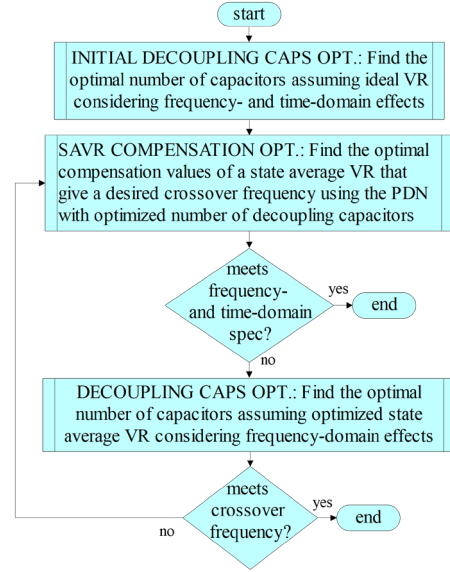 start
INITIAL DECOUPLING CAPS OPT.: Find the
optimal number of capacitors assuming ideal VR
considering frequency- and time-domain effects
SAVR COMPENSATION OPT.: Find the optimal
compensation values of a state average VR that
give a desired crossover frequency using the PDN
with optimized number of decoupling capacitors
meets
frequency-
and time-domain
spec?
yes
end
no
DECOUPLING CAPS OPT.: Find the optimal
number of capacitors assuming optimized state
average VR considering frequency-domain effects
meets
crossover
frequency?
yes
end
no